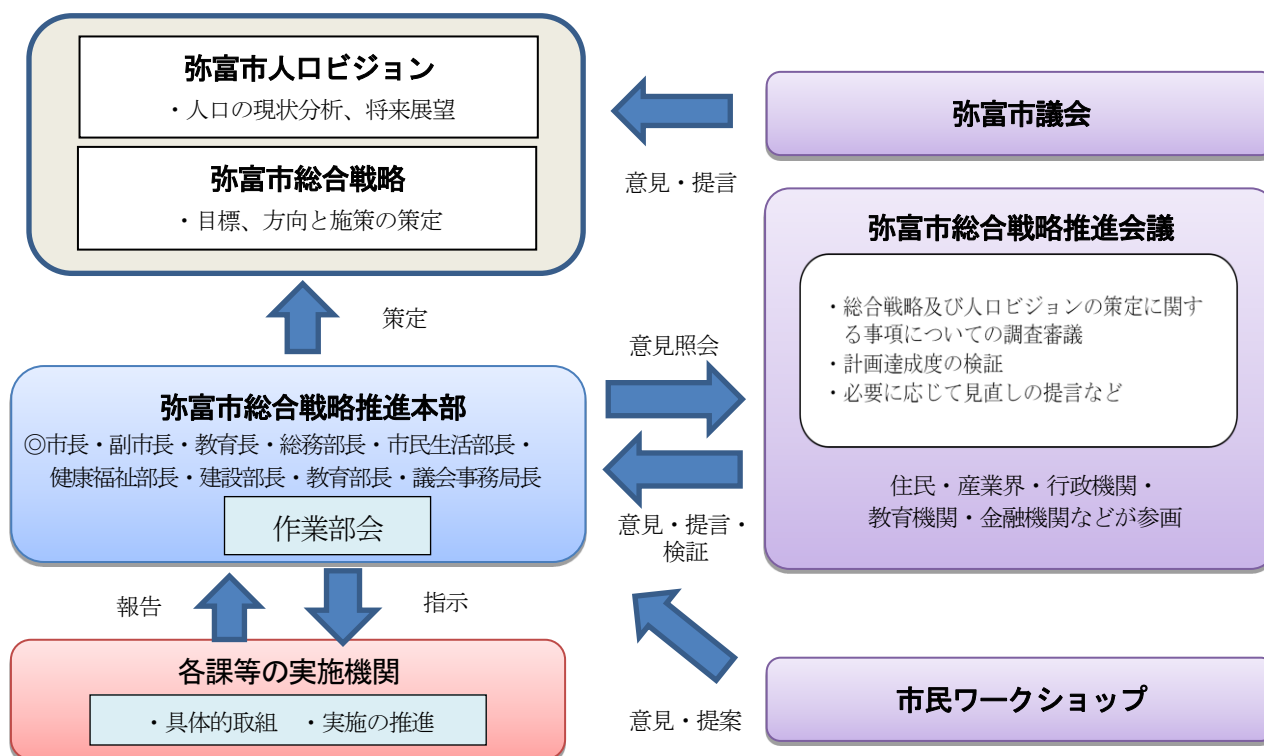 弥富市人口ビジョン
・人口の現状分析、将来展望
弥富市総合戦略
・目標、方向と施策の策定
策定
弥富市総合戦略推進本部
◎市長・副市長・教育長・総務部長・市民生活部長・
健康福祉部長・建設部長・教育部長・議会事務局長
作業部会
報告
指示
各課等の実施機関
・具体的取組 ・実施の推進
弥富市議会
意見・提言
弥富市総合戦略推進会議
・総合戦略及び人口ビジョンの策定に関す
る事項についての調査審議
・計画達成度の検証
・必要に応じて見直しの提言など
住民・産業界・行政機関・
教育機関・金融機関などが参画
意見照会
意見・提言・
検証
市民ワークショップ
意見・提案